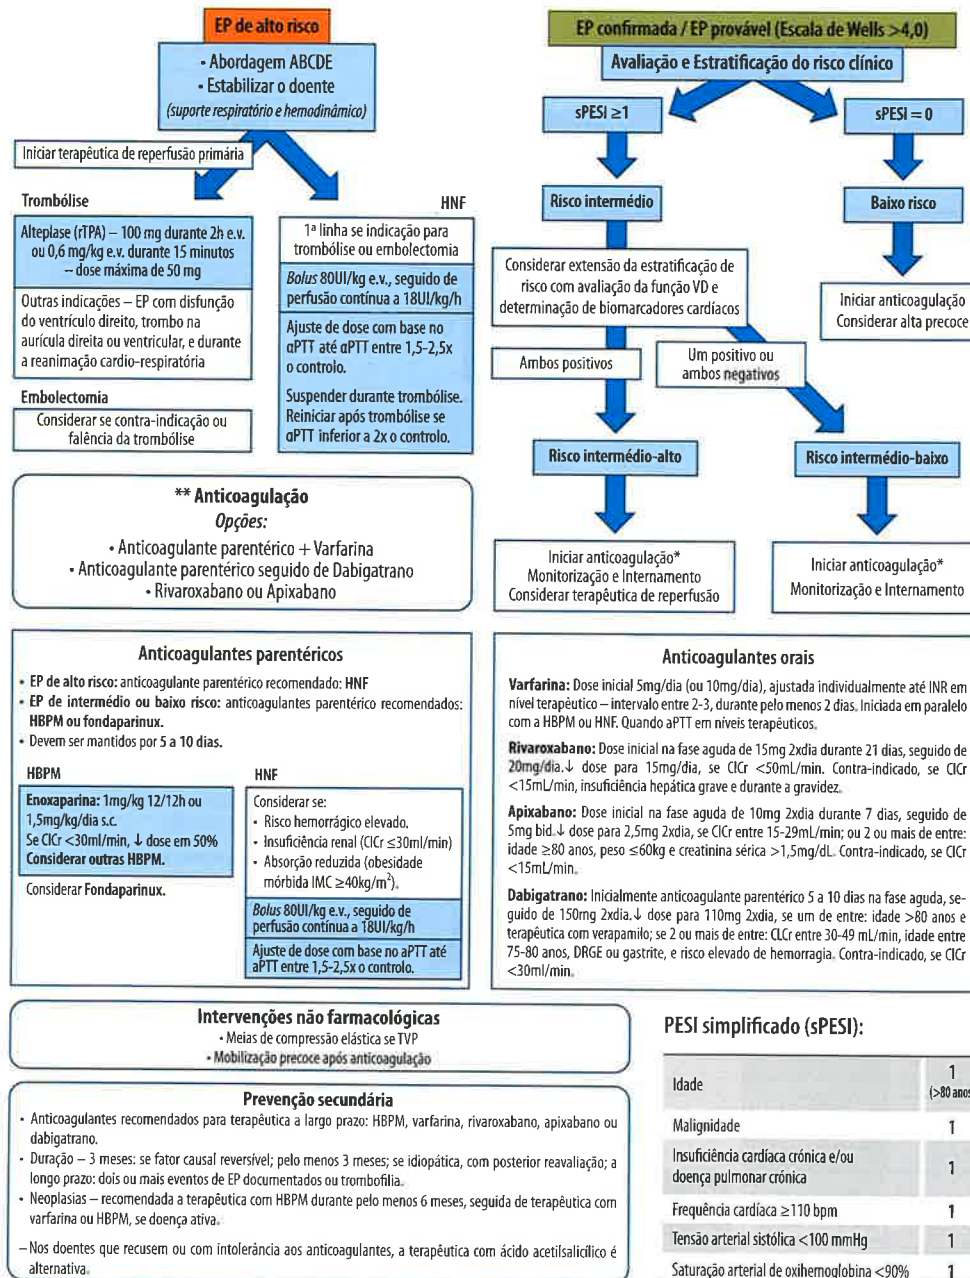 EP de alto risco
• Abordagem ABCDE
• Estabilizar o doente
(suporte respiratório e hemodinâmico)
Iniciar terapêutica de reperfusão primária
Trombólise
Alteplase (rTPA) – 100 mg durante 2h e.v.
ou 0,6 mg/kg e.v. durante 15 minutos
– dose máxima de 50 mg
Outras indicações – EP com disfunção
do ventrículo direito, trombo na
aurícula direita ou ventricular, e durante
a reanimação cardio-respiratória
Embolectomia
Considerar se contra-indicação ou
falência da trombólise
HNF
1ª linha se indicação para
trombólise ou embolectomia
Bolus 80UI/kg e.v., seguido de
perfusão contínua a 18UI/kg/h
Ajuste de dose com base no
aPTT até aPTT entre 1,5-2,5x
o controlo.
Suspender durante trombólise.
Reiniciar após trombólise se
aPTT inferior a 2x o controlo.
EP confirmada / EP provável (Escala de Wells >4,0)
Avaliação e Estratificação do risco clínico
sPESI ≥1
sPESI = 0
Risco intermédio
Baixo risco
Considerar extensão da estratificação de
risco com avaliação da função VD e
determinação de biomarcadores cardíacos
Iniciar anticoagulação
Considerar alta precoce
Ambos positivos
Um positivo ou
ambos negativos
Risco intermédio-alto
Risco intermédio-baixo
Iniciar anticoagulação*
Monitorização e Internamento
Considerar terapêutica de reperfusão
Iniciar anticoagulação*
Monitorização e Internamento
** Anticoagulação
Opções:
• Anticoagulante parentérico + Varfarina
• Anticoagulante parentérico seguido de Dabigatrano
• Rivaroxabano ou Apixabano
Anticoagulantes parentéricos
• EP de alto risco: anticoagulante parentérico recomendado: HNF
• EP de intermédio ou baixo risco: anticoagulantes parentérico recomendados:
HBPM ou fondaparinux.
• Devem ser mantidos por 5 a 10 dias.
HBPM
Enoxaparina: 1mg/kg 12/12h ou
1,5mg/kg/dia s.c.
Se ClCr <30ml/min, ↓ dose em 50%
Considerar outras HBPM.
Considerar Fondaparinux.
HNF
Considerar se:
• Risco hemorrágico elevado.
• Insuficiência renal (ClCr ≤30ml/min)
• Absorção reduzida (obesidade
mórbida IMC ≥40kg/m²).
Bolus 80UI/kg e.v., seguido de
perfusão contínua a 18UI/kg/h
Ajuste de dose com base no aPTT até
aPTT entre 1,5-2,5x o controlo.
Anticoagulantes orais
Varfarina: Dose inicial 5mg/dia (ou 10mg/dia), ajustada individualmente até INR em
nível terapêutico – intervalo entre 2-3, durante pelo menos 2 dias. Iniciada em paralelo
com a HBPM ou HNF. Quando aPTT em níveis terapêuticos.
Rivaroxabano: Dose inicial na fase aguda de 15mg 2xdia durante 21 dias, seguido de
20mg/dia.↓ dose para 15mg/dia, se ClCr <50mL/min. Contra-indicado, se ClCr
<15mL/min, insuficiência hepática grave e durante a gravidez.
Apixabano: Dose inicial na fase aguda de 10mg 2xdia durante 7 dias, seguido de
5mg bid.↓ dose para 2,5mg 2xdia, se ClCr entre 15-29mL/min; ou 2 ou mais de entre:
idade ≥80 anos, peso ≤60kg e creatinina sérica >1,5mg/dL. Contra-indicado, se ClCr
<15mL/min.
Dabigatrano: Inicialmente anticoagulante parentérico 5 a 10 dias na fase aguda, se-
guido de 150mg 2xdia.↓ dose para 110mg 2xdia, se um de entre: idade >80 anos e
terapêutica com verapamilo; se 2 ou mais de entre: CLCr entre 30-49 mL/min, idade entre
75-80 anos, DRGE ou gastrite, e risco elevado de hemorragia. Contra-indicado, se ClCr
<30ml/min.
Intervenções não farmacológicas
• Meias de compressão elástica se TVP
• Mobilização precoce após anticoagulação
Prevenção secundária
• Anticoagulantes recomendados para terapêutica a largo prazo: HBPM, varfarina, rivaroxabano, apixabano ou
dabigatrano.
• Duração – 3 meses: se fator causal reversível; pelo menos 3 meses; se idiopática, com posterior reavaliação; a
longo prazo: dois ou mais eventos de EP documentados ou trombofilia.
• Neoplasias – recomendada a terapêutica com HBPM durante pelo menos 6 meses, seguida de terapêutica com
varfarina ou HBPM, se doença ativa.
– Nos doentes que recusem ou com intolerância aos anticoagulantes, a terapêutica com ácido acetilsalicílico é
alternativa.
PESI simplificado (sPESI):
Idade 1
(>80 anos
Malignidade 1
Insuficiência cardíaca crónica e/ou
doença pulmonar crónica 1
Frequência cardíaca ≥110 bpm 1
Tensão arterial sistólica <100 mmHg 1
Saturação arterial de oxihemoglobina <90% 1